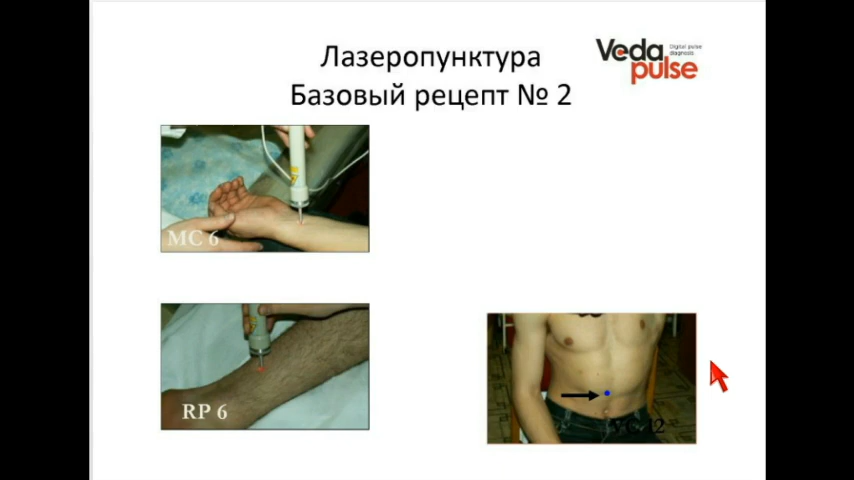 Лазеропунктура
Базовый рецепт № 2
Veda
pulse
Digital pulse
diagnosis
MC 6
RP 6